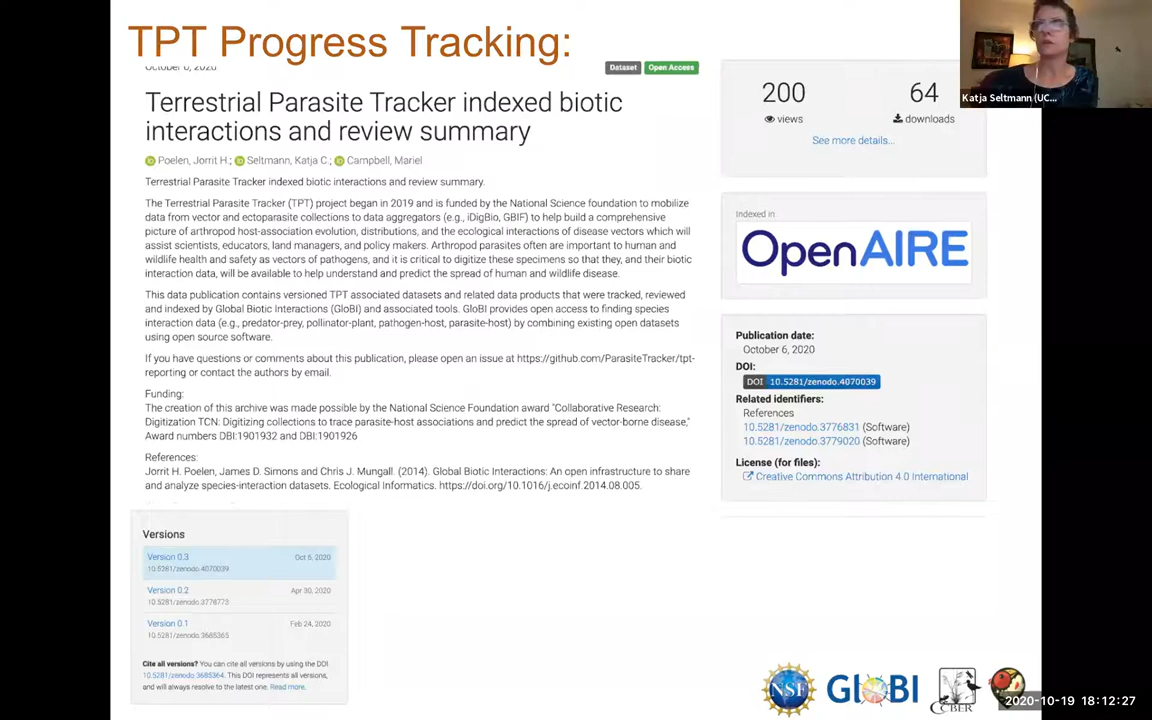 TPT Progress Tracking:
October 6, 2020
Dataset
Open Access
Terrestrial Parasite Tracker indexed biotic
interactions and review summary
Poelen, Jorrit H.; Seltmann, Katja C.; Campbell, Mariel
Terrestrial Parasite Tracker indexed biotic interactions and review summary.
The Terrestrial Parasite Tracker (TPT) project began in 2019 and is funded by the National Science foundation to mobilize
data from vector and ectoparasite collections to data aggregators (e.g., iDigBio, GBIF) to help build a comprehensive
picture of arthropod host-association evolution, distributions, and the ecological interactions of disease vectors which will
assist scientists, educators, land managers, and policy makers. Arthropod parasites often are important to human and
wildlife health and safety as vectors of pathogens, and it is critical to digitize these specimens so that they, and their biotic
interaction data, will be available to help understand and predict the spread of human and wildlife disease.
This data publication contains versioned TPT associated datasets and related data products that were tracked, reviewed
and indexed by Global Biotic Interactions (GloBI) and associated tools. GloBI provides open access to finding species
interaction data (e.g., predator-prey, pollinator-plant, pathogen-host, parasite-host) by combining existing open datasets
using open source software.
If you have questions or comments about this publication, please open an issue at https://github.com/ParasiteTracker/tpt-
reporting or contact the authors by email.
Funding:
The creation of this archive was made possible by the National Science Foundation award "Collaborative Research:
Digitization TCN: Digitizing collections to trace parasite-host associations and predict the spread of vector-borne disease,"
Award numbers DBI:1901932 and DBI:1901926
References:
Jorrit H. Poelen, James D. Simons and Chris J. Mungall. (2014). Global Biotic Interactions: An open infrastructure to share
and analyze species-interaction datasets. Ecological Informatics. https://doi.org/10.1016/j.ecoinf.2014.08.005.
200
64
views
downloads
See more details...
Indexed in
OpenAIRE
Publication date:
October 6, 2020
DOI:
DOI 10.5281/zenodo.4070039
Related identifiers:
References
10.5281/zenodo.3776831 (Software)
10.5281/zenodo.3779020 (Software)
License (for files):
Creative Commons Attribution 4.0 International
Versions
Version 0.3 Oct 6, 2020
10.5281/zenodo.4070039
Version 0.2 Apr 30, 2020
10.5281/zenodo.3778773
Version 0.1 Feb 24, 2020
10.5281/zenodo.3685365
Cite all versions? You can cite all versions by using the DOI
10.5281/zenodo.3685364. This DOI represents all versions,
and will always resolve to the latest one. Read more.
Katja Seltmann (UC...
NSF
GLOBI
CCBER
2020-10-19 18:12:27